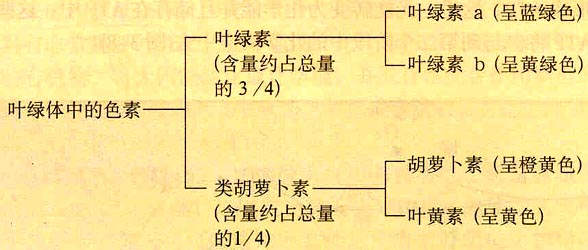 叶绿素 a (呈蓝绿色)
叶绿素
(含量约占总量
的 3/4)
叶绿素 b (呈黄绿色)
叶绿体中的色素
胡萝卜素 (呈橙黄色)
类胡萝卜素
(含量约占总量
的1/4)
叶黄素 (呈黄色)